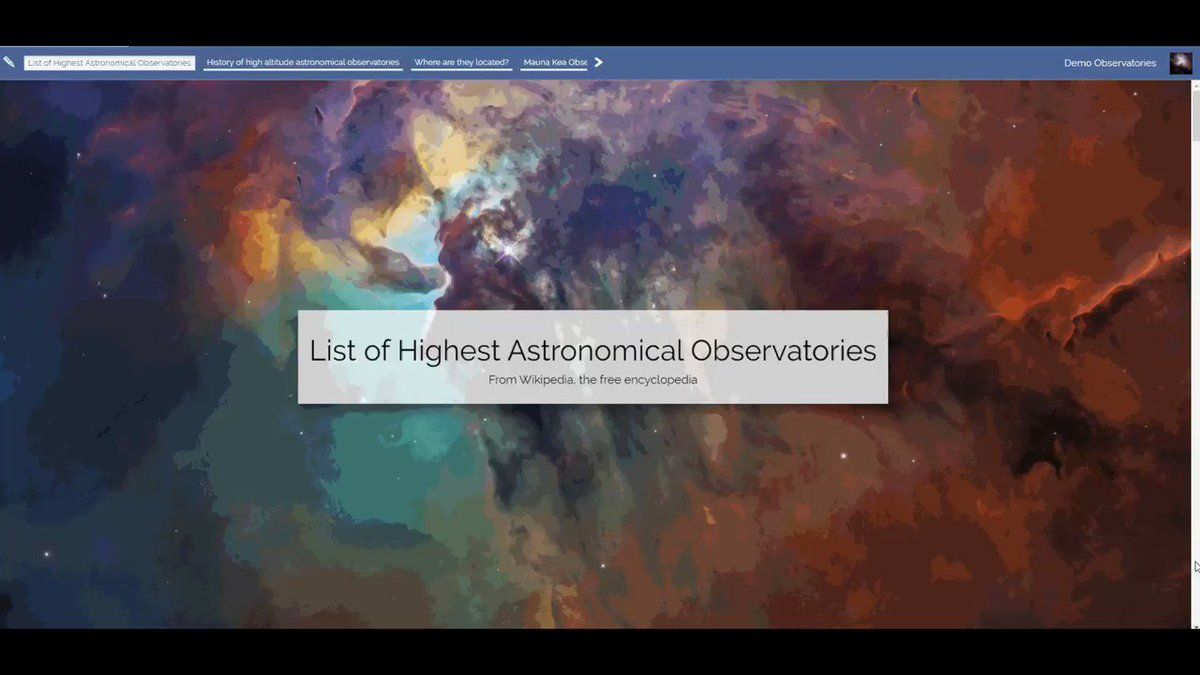 List of Highest Astronomical Observatories
History of high altitude astronomical observatories
Where are they located?
Mauna Kea Obse
Demo Observatories
List of Highest Astronomical Observatories
From Wikipedia, the free encyclopedia